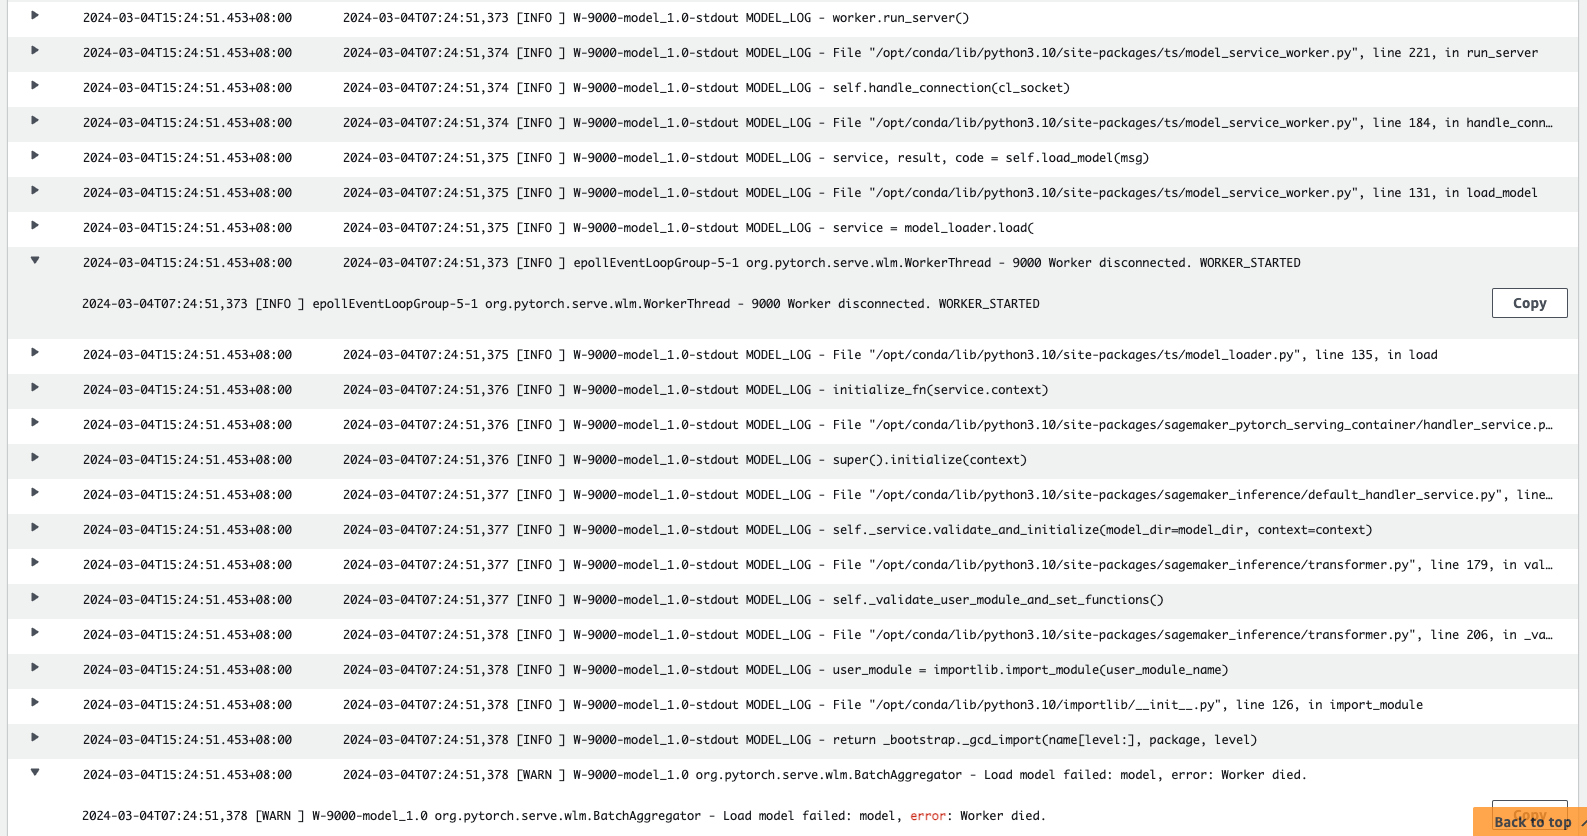 2024-03-04T15:24:51.453+08:00 2024-03-04T07:24:51,373 [INFO ] W-9000-model_1.0-stdout MODEL_LOG - worker.run_server()
2024-03-04T15:24:51.453+08:00 2024-03-04T07:24:51,374 [INFO ] W-9000-model_1.0-stdout MODEL_LOG - File "/opt/conda/lib/python3.10/site-packages/ts/model_service_worker.py", line 221, in run_server
2024-03-04T15:24:51.453+08:00 2024-03-04T07:24:51,374 [INFO ] W-9000-model_1.0-stdout MODEL_LOG - self.handle_connection(cl_socket)
2024-03-04T15:24:51.453+08:00 2024-03-04T07:24:51,374 [INFO ] W-9000-model_1.0-stdout MODEL_LOG - File "/opt/conda/lib/python3.10/site-packages/ts/model_service_worker.py", line 184, in handle_conn…
2024-03-04T15:24:51.453+08:00 2024-03-04T07:24:51,375 [INFO ] W-9000-model_1.0-stdout MODEL_LOG - service, result, code = self.load_model(msg)
2024-03-04T15:24:51.453+08:00 2024-03-04T07:24:51,375 [INFO ] W-9000-model_1.0-stdout MODEL_LOG - File "/opt/conda/lib/python3.10/site-packages/ts/model_service_worker.py", line 131, in load_model
2024-03-04T15:24:51.453+08:00 2024-03-04T07:24:51,375 [INFO ] W-9000-model_1.0-stdout MODEL_LOG - service = model_loader.load(
2024-03-04T15:24:51.453+08:00 2024-03-04T07:24:51,373 [INFO ] epollEventLoopGroup-5-1 org.pytorch.serve.wlm.WorkerThread - 9000 Worker disconnected. WORKER_STARTED
2024-03-04T07:24:51,373 [INFO ] epollEventLoopGroup-5-1 org.pytorch.serve.wlm.WorkerThread - 9000 Worker disconnected. WORKER_STARTED Copy
2024-03-04T15:24:51.453+08:00 2024-03-04T07:24:51,375 [INFO ] W-9000-model_1.0-stdout MODEL_LOG - File "/opt/conda/lib/python3.10/site-packages/ts/model_loader.py", line 135, in load
2024-03-04T15:24:51.453+08:00 2024-03-04T07:24:51,376 [INFO ] W-9000-model_1.0-stdout MODEL_LOG - initialize_fn(service.context)
2024-03-04T15:24:51.453+08:00 2024-03-04T07:24:51,376 [INFO ] W-9000-model_1.0-stdout MODEL_LOG - File "/opt/conda/lib/python3.10/site-packages/sagemaker_pytorch_serving_container/handler_service.p…
2024-03-04T15:24:51.453+08:00 2024-03-04T07:24:51,376 [INFO ] W-9000-model_1.0-stdout MODEL_LOG - super().initialize(context)
2024-03-04T15:24:51.453+08:00 2024-03-04T07:24:51,377 [INFO ] W-9000-model_1.0-stdout MODEL_LOG - File "/opt/conda/lib/python3.10/site-packages/sagemaker_inference/default_handler_service.py", line…
2024-03-04T15:24:51.453+08:00 2024-03-04T07:24:51,377 [INFO ] W-9000-model_1.0-stdout MODEL_LOG - self._service.validate_and_initialize(model_dir=model_dir, context=context)
2024-03-04T15:24:51.453+08:00 2024-03-04T07:24:51,377 [INFO ] W-9000-model_1.0-stdout MODEL_LOG - File "/opt/conda/lib/python3.10/site-packages/sagemaker_inference/transformer.py", line 179, in val…
2024-03-04T15:24:51.453+08:00 2024-03-04T07:24:51,377 [INFO ] W-9000-model_1.0-stdout MODEL_LOG - self._validate_user_module_and_set_functions()
2024-03-04T15:24:51.453+08:00 2024-03-04T07:24:51,378 [INFO ] W-9000-model_1.0-stdout MODEL_LOG - File "/opt/conda/lib/python3.10/site-packages/sagemaker_inference/transformer.py", line 206, in _va…
2024-03-04T15:24:51.453+08:00 2024-03-04T07:24:51,378 [INFO ] W-9000-model_1.0-stdout MODEL_LOG - user_module = importlib.import_module(user_module_name)
2024-03-04T15:24:51.453+08:00 2024-03-04T07:24:51,378 [INFO ] W-9000-model_1.0-stdout MODEL_LOG - File "/opt/conda/lib/python3.10/importlib/__init__.py", line 126, in import_module
2024-03-04T15:24:51.453+08:00 2024-03-04T07:24:51,378 [INFO ] W-9000-model_1.0-stdout MODEL_LOG - return _bootstrap._gcd_import(name[level:], package, level)
2024-03-04T15:24:51.453+08:00 2024-03-04T07:24:51,378 [WARN ] W-9000-model_1.0 org.pytorch.serve.wlm.BatchAggregator - Load model failed: model, error: Worker died.
2024-03-04T07:24:51,378 [WARN ] W-9000-model_1.0 org.pytorch.serve.wlm.BatchAggregator - Load model failed: model, error: Worker died. Copy
Back to top